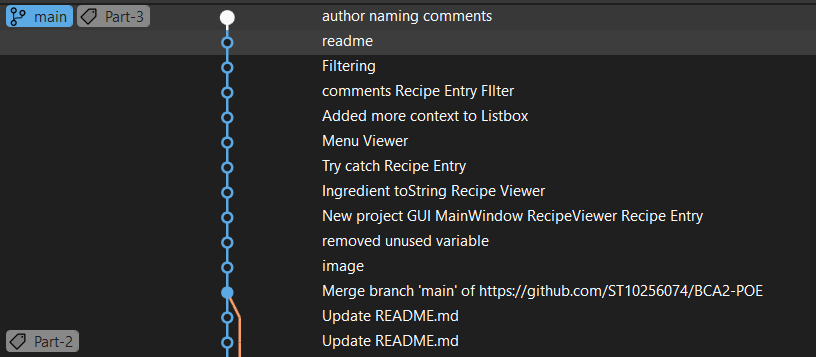 main Part-3 author naming comments
readme
Filtering
comments Recipe Entry FIlter
Added more context to Listbox
Menu Viewer
Try catch Recipe Entry
Ingredient toString Recipe Viewer
New project GUI MainWindow RecipeViewer Recipe Entry
removed unused variable
image
Merge branch 'main' of https://github.com/ST10256074/BCA2-POE
Update README.md
Part-2 Update README.md